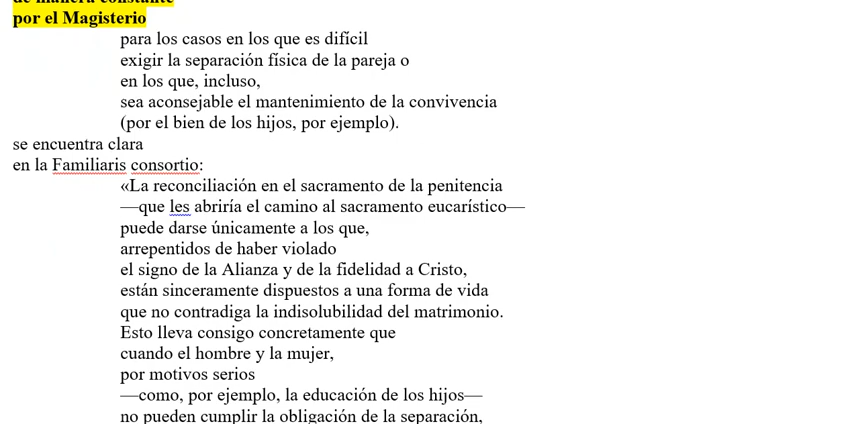 de manera constante
por el Magisterio
para los casos en los que es difícil
exigir la separación física de la pareja o
en los que, incluso,
sea aconsejable el mantenimiento de la convivencia
(por el bien de los hijos, por ejemplo).
se encuentra clara
en la Familiaris consortio:
«La reconciliación en el sacramento de la penitencia
—que les abriría el camino al sacramento eucarístico—
puede darse únicamente a los que,
arrepentidos de haber violado
el signo de la Alianza y de la fidelidad a Cristo,
están sinceramente dispuestos a una forma de vida
que no contradiga la indisolubilidad del matrimonio.
Esto lleva consigo concretamente que
cuando el hombre y la mujer,
por motivos serios
—como, por ejemplo, la educación de los hijos—
no pueden cumplir la obligación de la separación,